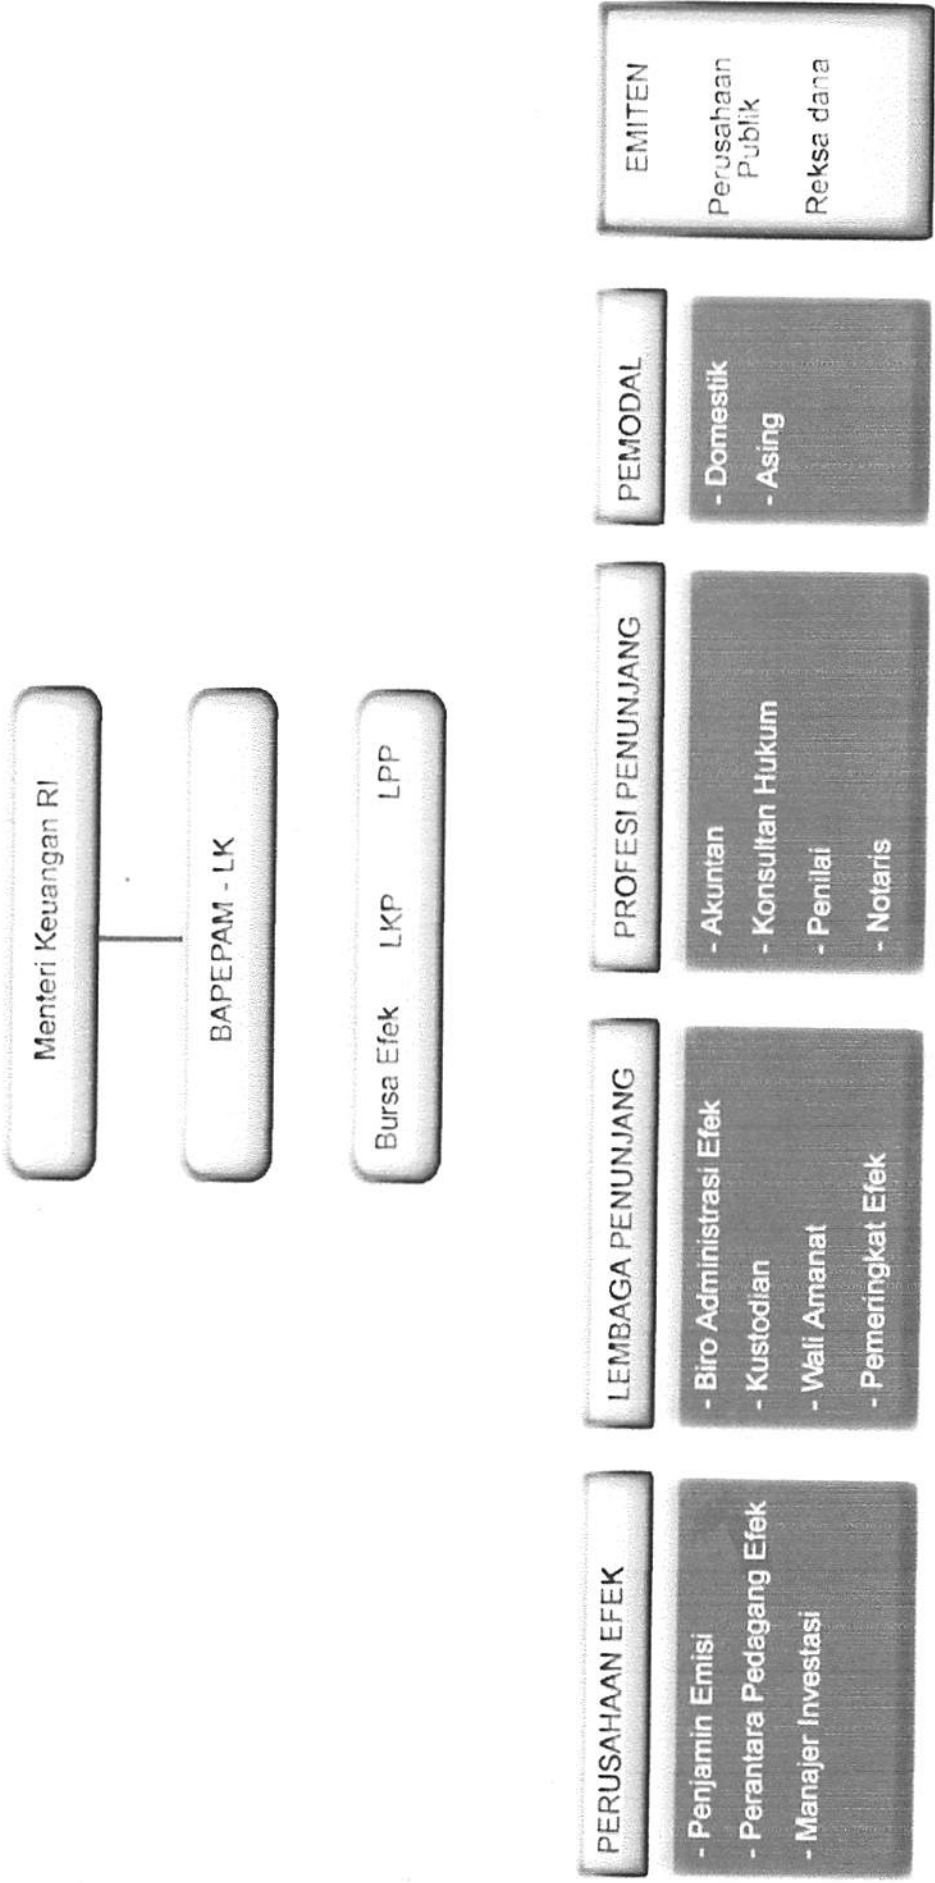 Menteri Keuangan RI
BAPEPAM - LK
Bursa Efek LKP LPP
PERUSAHAAN EFEK
- Penjamin Emisi
- Perantara Pedagang Efek
- Manajer Investasi
LEMBAGA PENUNJANG
- Biro Administrasi Efek
- Kustodian
- Wali Amanat
- Pemeringkat Efek
PROFESI PENUNJANG
- Akuntan
- Konsultan Hukum
- Penilai
- Notaris
PEMODAL
- Domestik
- Asing
EMITEN
Perusahaan
Publik
Reksa dana